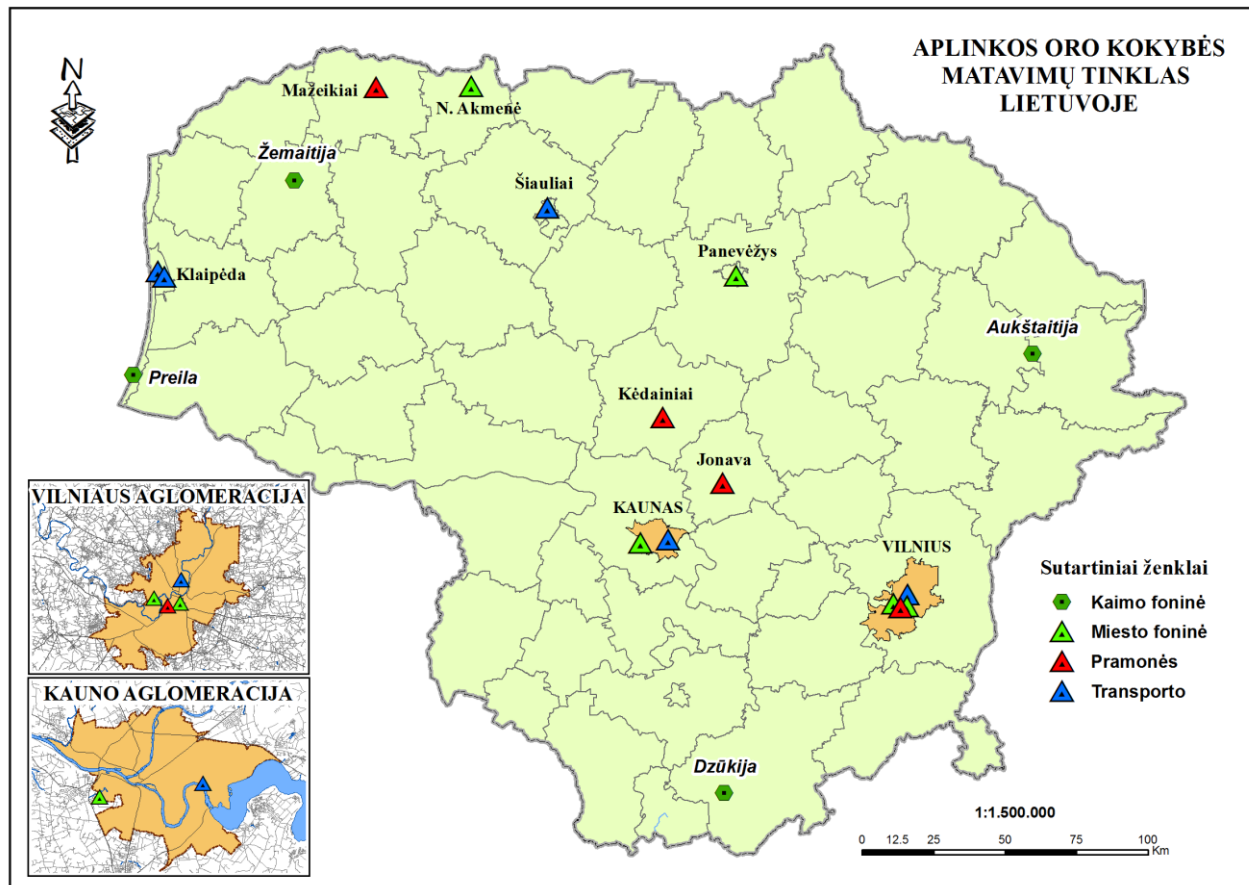 APLINKOS ORO KOKYBĖS
MATAVIMŲ TINKLAS
LIETUVOJE
N
Mažeikiai
N. Akmenė
Žemaitija
Šiauliai
Klaipėda
Panevėžys
Aukštaitija
Preila
Kėdainiai
Jonava
KAUNAS
VILNIUS
Dzūkija
VILNIAUS AGLOMERACIJA
KAUNO AGLOMERACIJA
Sutartiniai ženklai
Kaimo foninė
Miesto foninė
Pramonės
Transporto
1:1.500.000
0 12.5 25 50 75 100
Km